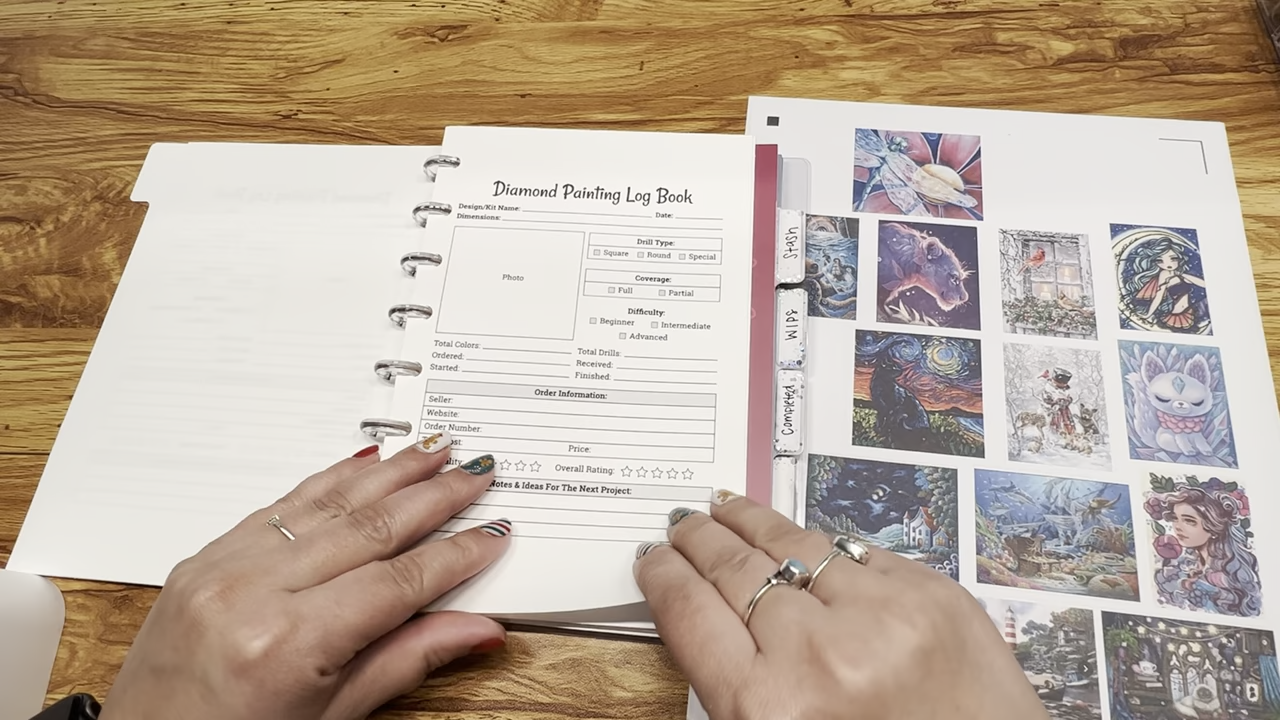 Diamond Painting Log Book
Design/Kit Name: Date:
Dimensions:
Photo
Drill Type:
Square Round Special
Coverage:
Full Partial
Difficulty:
Beginner Intermediate
Advanced
Total Colors: Total Drills:
Ordered: Received:
Started: Finished:
Order Information:
Seller:
Website:
Order Number:
Price:
Overall Rating:
Notes & Ideas For The Next Project:
Stash
WIPs
Completed